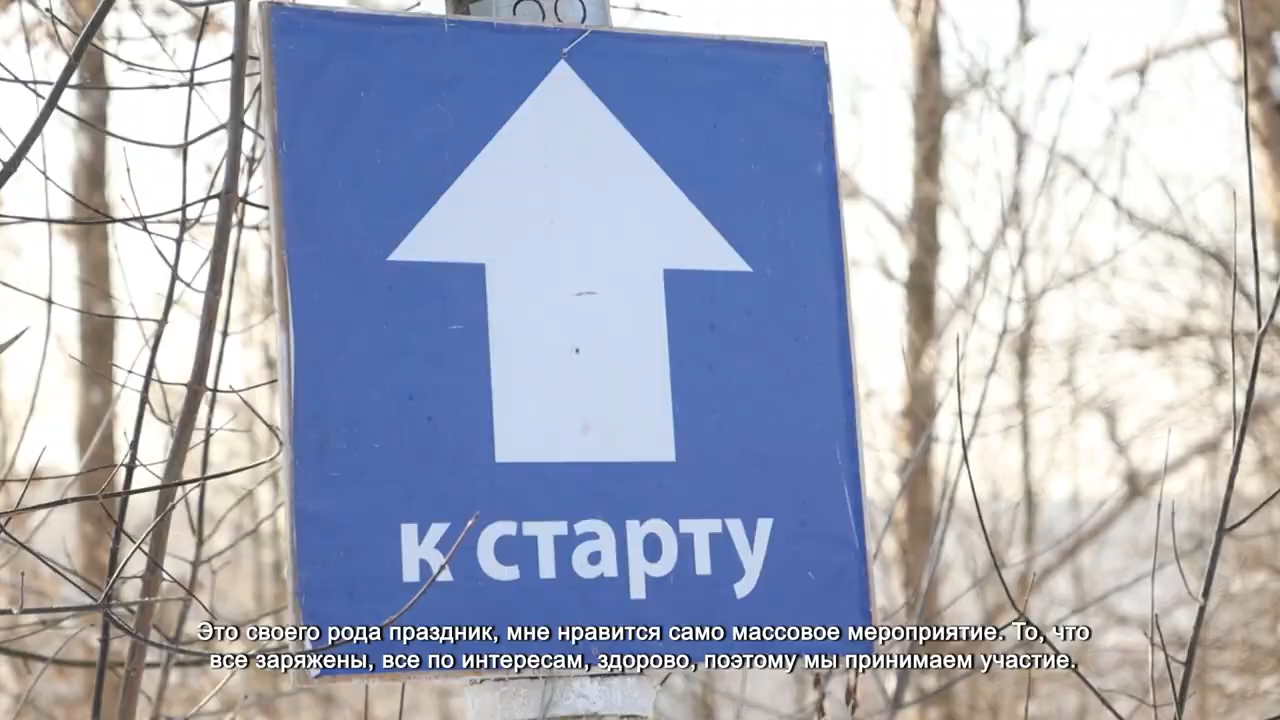 к старту
Это своего рода праздник, мне нравится само массовое мероприятие. То, что
все заряжены, все по интересам, здорово, поэтому мы принимаем участие.